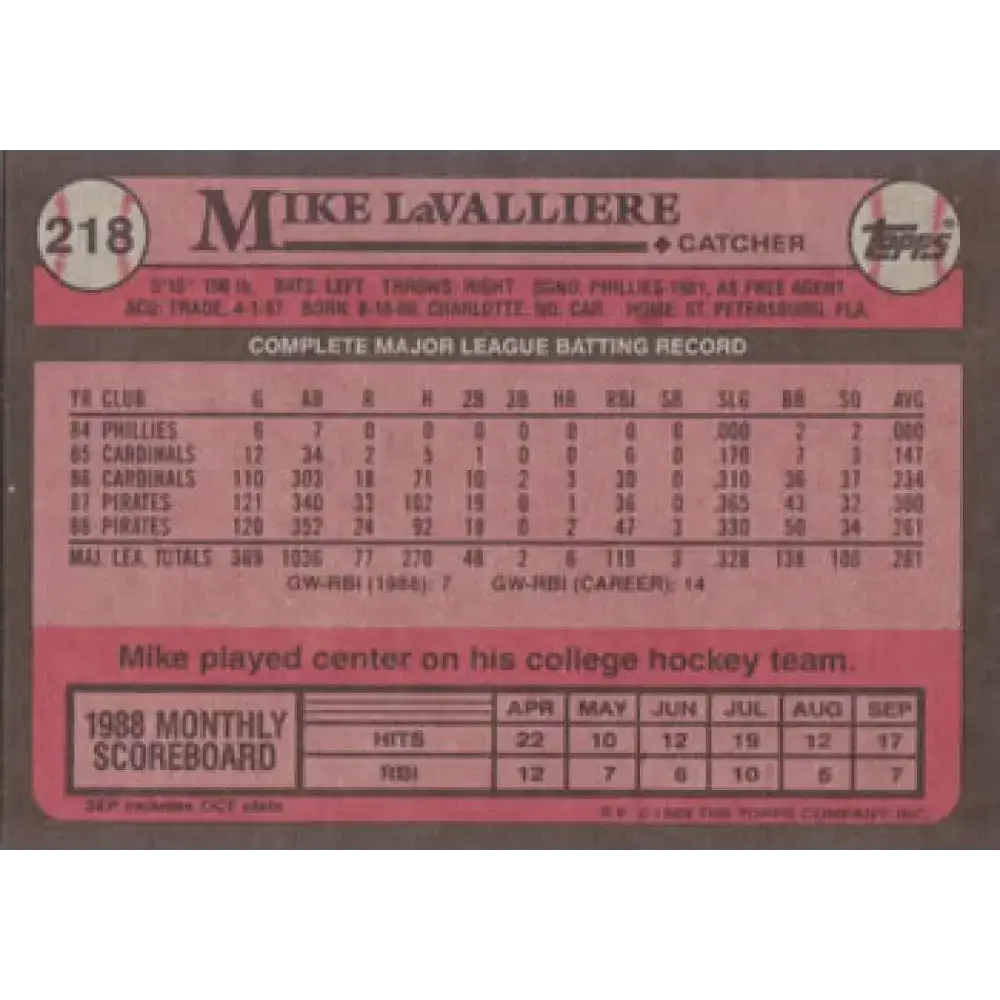 218
MIKE LaVALLIERE
CATCHER
TOPPS®
5'10" 190 lb. BATS: LEFT THROWS: RIGHT SGND: PHILLIES-1981, AS FREE AGENT
ACQ: TRADE, 4-1-87 BORN: 8-18-60, CHARLOTTE, NO. CAR. HOME: ST. PETERSBURG, FLA.
COMPLETE MAJOR LEAGUE BATTING RECORD
YR CLUB G AB R H 2B 3B HR RBI SB SLG BB SO AVG
84 PHILLIES 6 7 0 0 0 0 0 0 0 .000 2 2 .000
85 CARDINALS 12 34 2 5 1 0 0 6 0 .176 7 3 .147
86 CARDINALS 110 303 18 71 10 2 3 30 0 .310 36 37 .234
87 PIRATES 121 340 33 102 19 0 1 36 0 .365 43 32 .300
88 PIRATES 120 352 24 92 18 0 2 47 3 .330 50 34 .261
MAJ. LEA. TOTALS 369 1036 77 270 48 2 6 119 3 .328 138 108 .261
GW-RBI (1988): 7 GW-RBI (CAREER): 14
Mike played center on his college hockey team.
1988 MONTHLY
SCOREBOARD
APR MAY JUN JUL AUG SEP
HITS 22 10 12 19 12 17
RBI 12 7 6 10 5 7
SEP includes OCT stats
©1989 THE TOPPS COMPANY, INC.